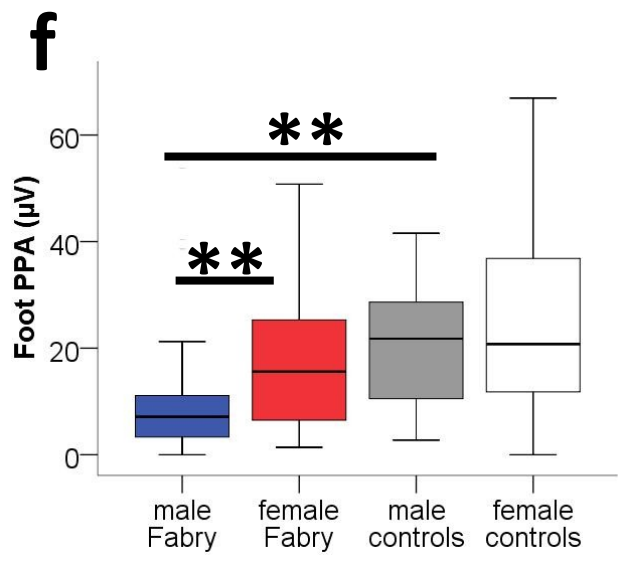 f
Foot PPA (µV)
60
40
20
0
**
**
male Fabry
female Fabry
male controls
female controls